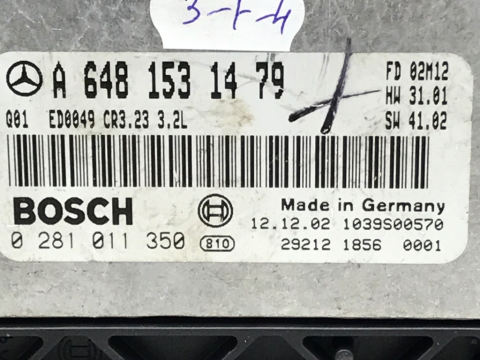 3-4-4
A 648 153 14 79
FD 02M12
HW 31.01
SW 41.02
Q01 ED0049 CR3.23 3,2L
BOSCH
Made in Germany
12.12.02 1039S00570
0 281 011 350 810
29212 1856 0001